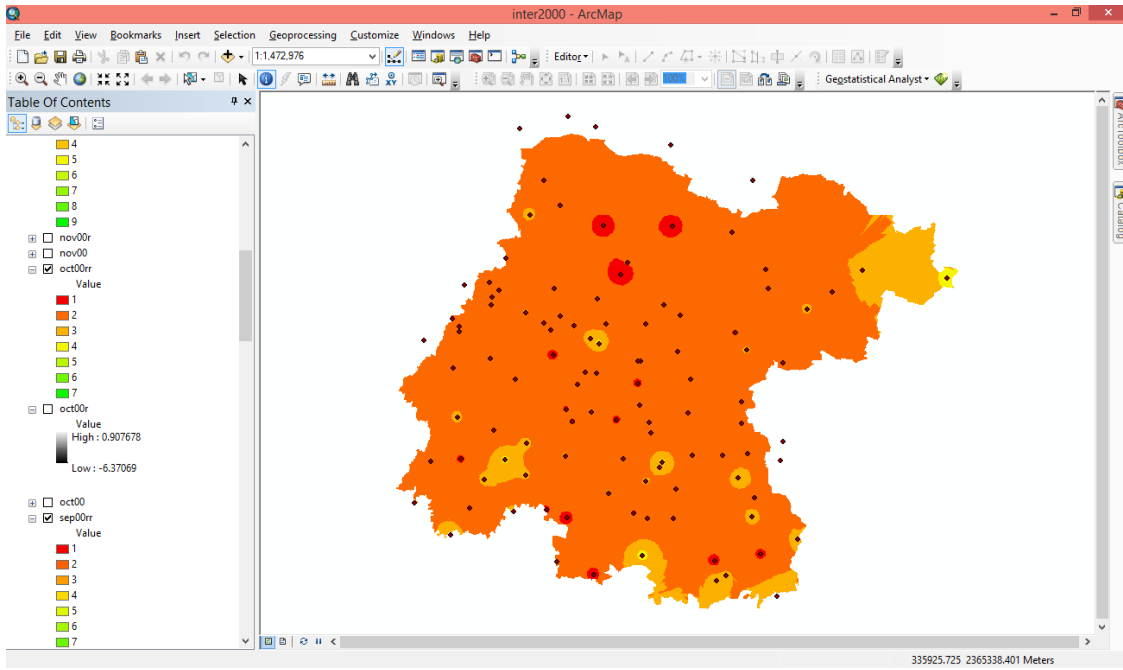 inter2000 - ArcMap
File Edit View Bookmarks Insert Selection Geoprocessing Customize Windows Help
1:1,472,976
Editor
100%
Geostatistical Analyst
Table Of Contents
4
5
6
7
8
9
nov00r
nov00
oct00rr
Value
1
2
3
4
5
6
7
oct00r
Value
High : 0.907678
Low : -6.37069
oct00
sep00rr
Value
1
2
3
4
5
6
7
ArcToolbox
Catalog
335925.725 2365338.401 Meters